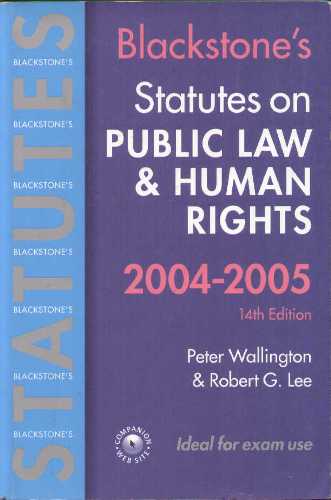 STATUTES
BLACKSTONE'S
BLACKSTONE'S
BLACKSTONE'S
BLACKSTONE'S
BLACKSTONE'S
BLACKSTONE'S
BLACKSTONE'S
BLACKSTONE'S
Blackstone's
Statutes on
PUBLIC LAW
& HUMAN
RIGHTS
2004-2005
14th Edition
Peter Wallington
& Robert G. Lee
COMPANION
WEB SITE
Ideal for exam use